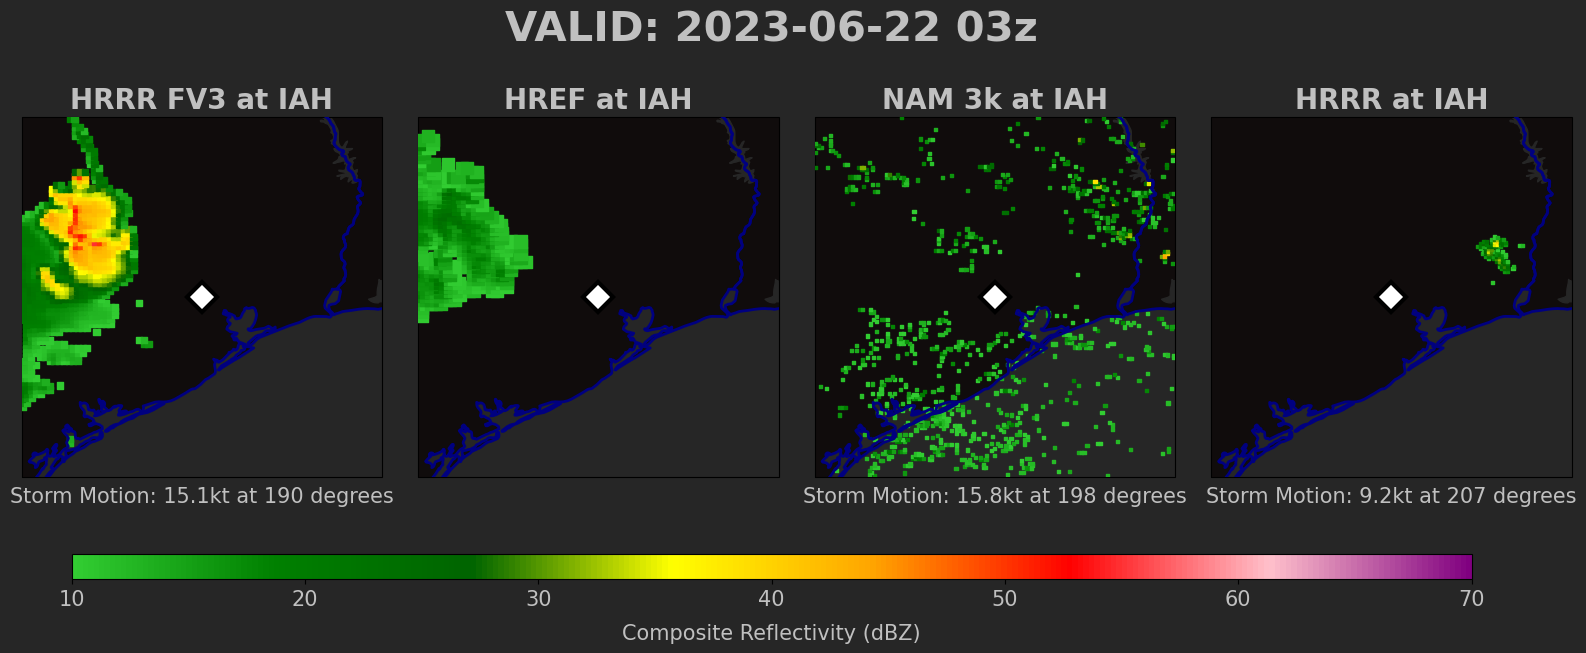 VALID: 2023-06-22 03z
HRRR FV3 at IAH
HREF at IAH
NAM 3k at IAH
HRRR at IAH
Storm Motion: 15.1kt at 190 degrees
Storm Motion: 15.8kt at 198 degrees
Storm Motion: 9.2kt at 207 degrees
10 20 30 40 50 60 70
Composite Reflectivity (dBZ)